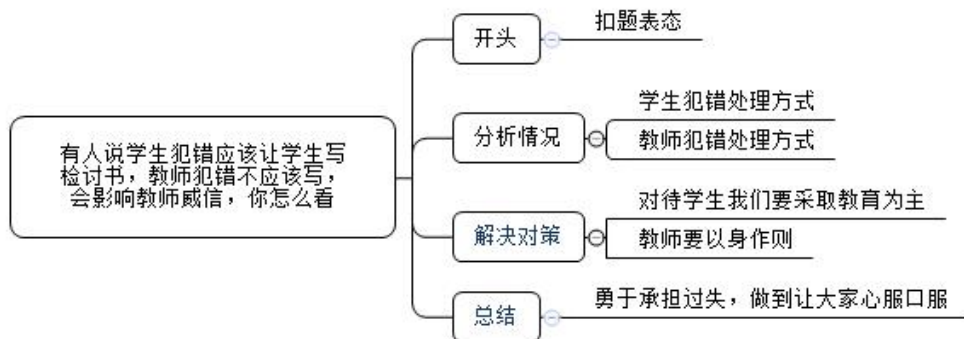 有人说学生犯错应该让学生写
检讨书，教师犯错不应该写，
会影响教师威信，你怎么看
开头
扣题表态
分析情况
学生犯错处理方式
教师犯错处理方式
解决对策
对待学生我们要采取教育为主
教师要以身作则
总结
勇于承担过失，做到让大家心服口服